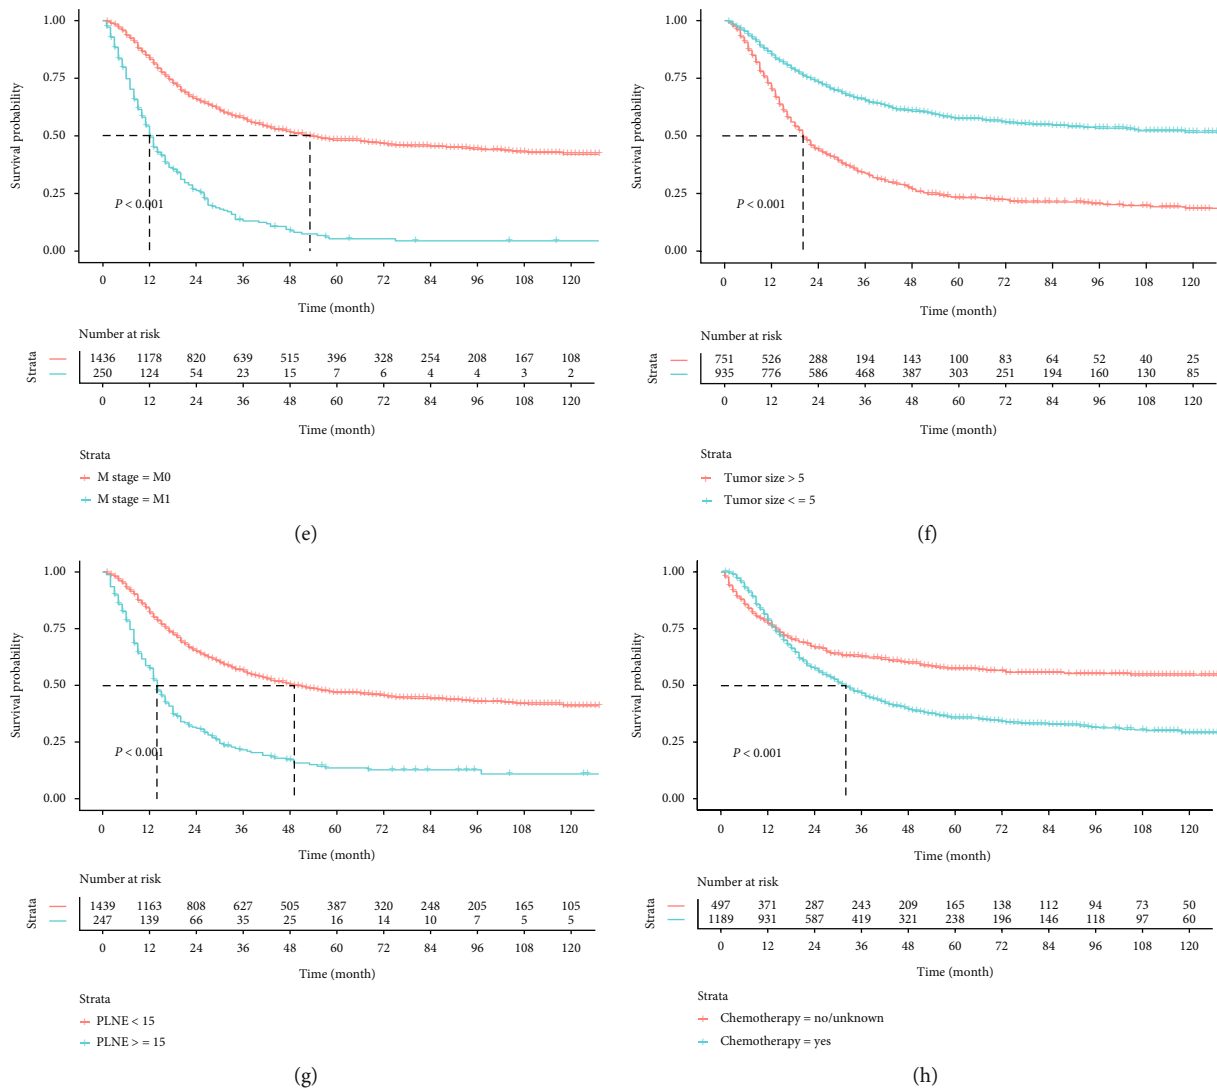 1.00
0.75
0.50
0.25
0.00
Survival probability
P < 0.001
0 12 24 36 48 60 72 84 96 108 120
Time (month)
Number at risk
Strata
1436 1178 820 639 515 396 328 254 208 167 108
250 124 54 23 15 7 6 4 4 3 2
0 12 24 36 48 60 72 84 96 108 120
Time (month)
Strata
M stage = M0
M stage = M1
(e)
1.00
0.75
0.50
0.25
0.00
Survival probability
P < 0.001
0 12 24 36 48 60 72 84 96 108 120
Time (month)
Number at risk
Strata
751 526 288 194 143 100 83 64 52 40 25
935 776 586 468 387 303 251 194 160 130 85
0 12 24 36 48 60 72 84 96 108 120
Time (month)
Strata
Tumor size > 5
Tumor size < = 5
(f)
1.00
0.75
0.50
0.25
0.00
Survival probability
P < 0.001
0 12 24 36 48 60 72 84 96 108 120
Time (month)
Number at risk
Strata
1439 1163 808 627 505 387 320 248 205 165 105
247 139 66 35 25 16 14 10 7 5 5
0 12 24 36 48 60 72 84 96 108 120
Time (month)
Strata
PLNE < 15
PLNE > = 15
(g)
1.00
0.75
0.50
0.25
0.00
Survival probability
P < 0.001
0 12 24 36 48 60 72 84 96 108 120
Time (month)
Number at risk
Strata
497 371 287 243 209 165 138 112 94 73 50
1189 931 587 419 321 238 196 146 118 97 60
0 12 24 36 48 60 72 84 96 108 120
Time (month)
Strata
Chemotherapy = no/unknown
Chemotherapy = yes
(h)